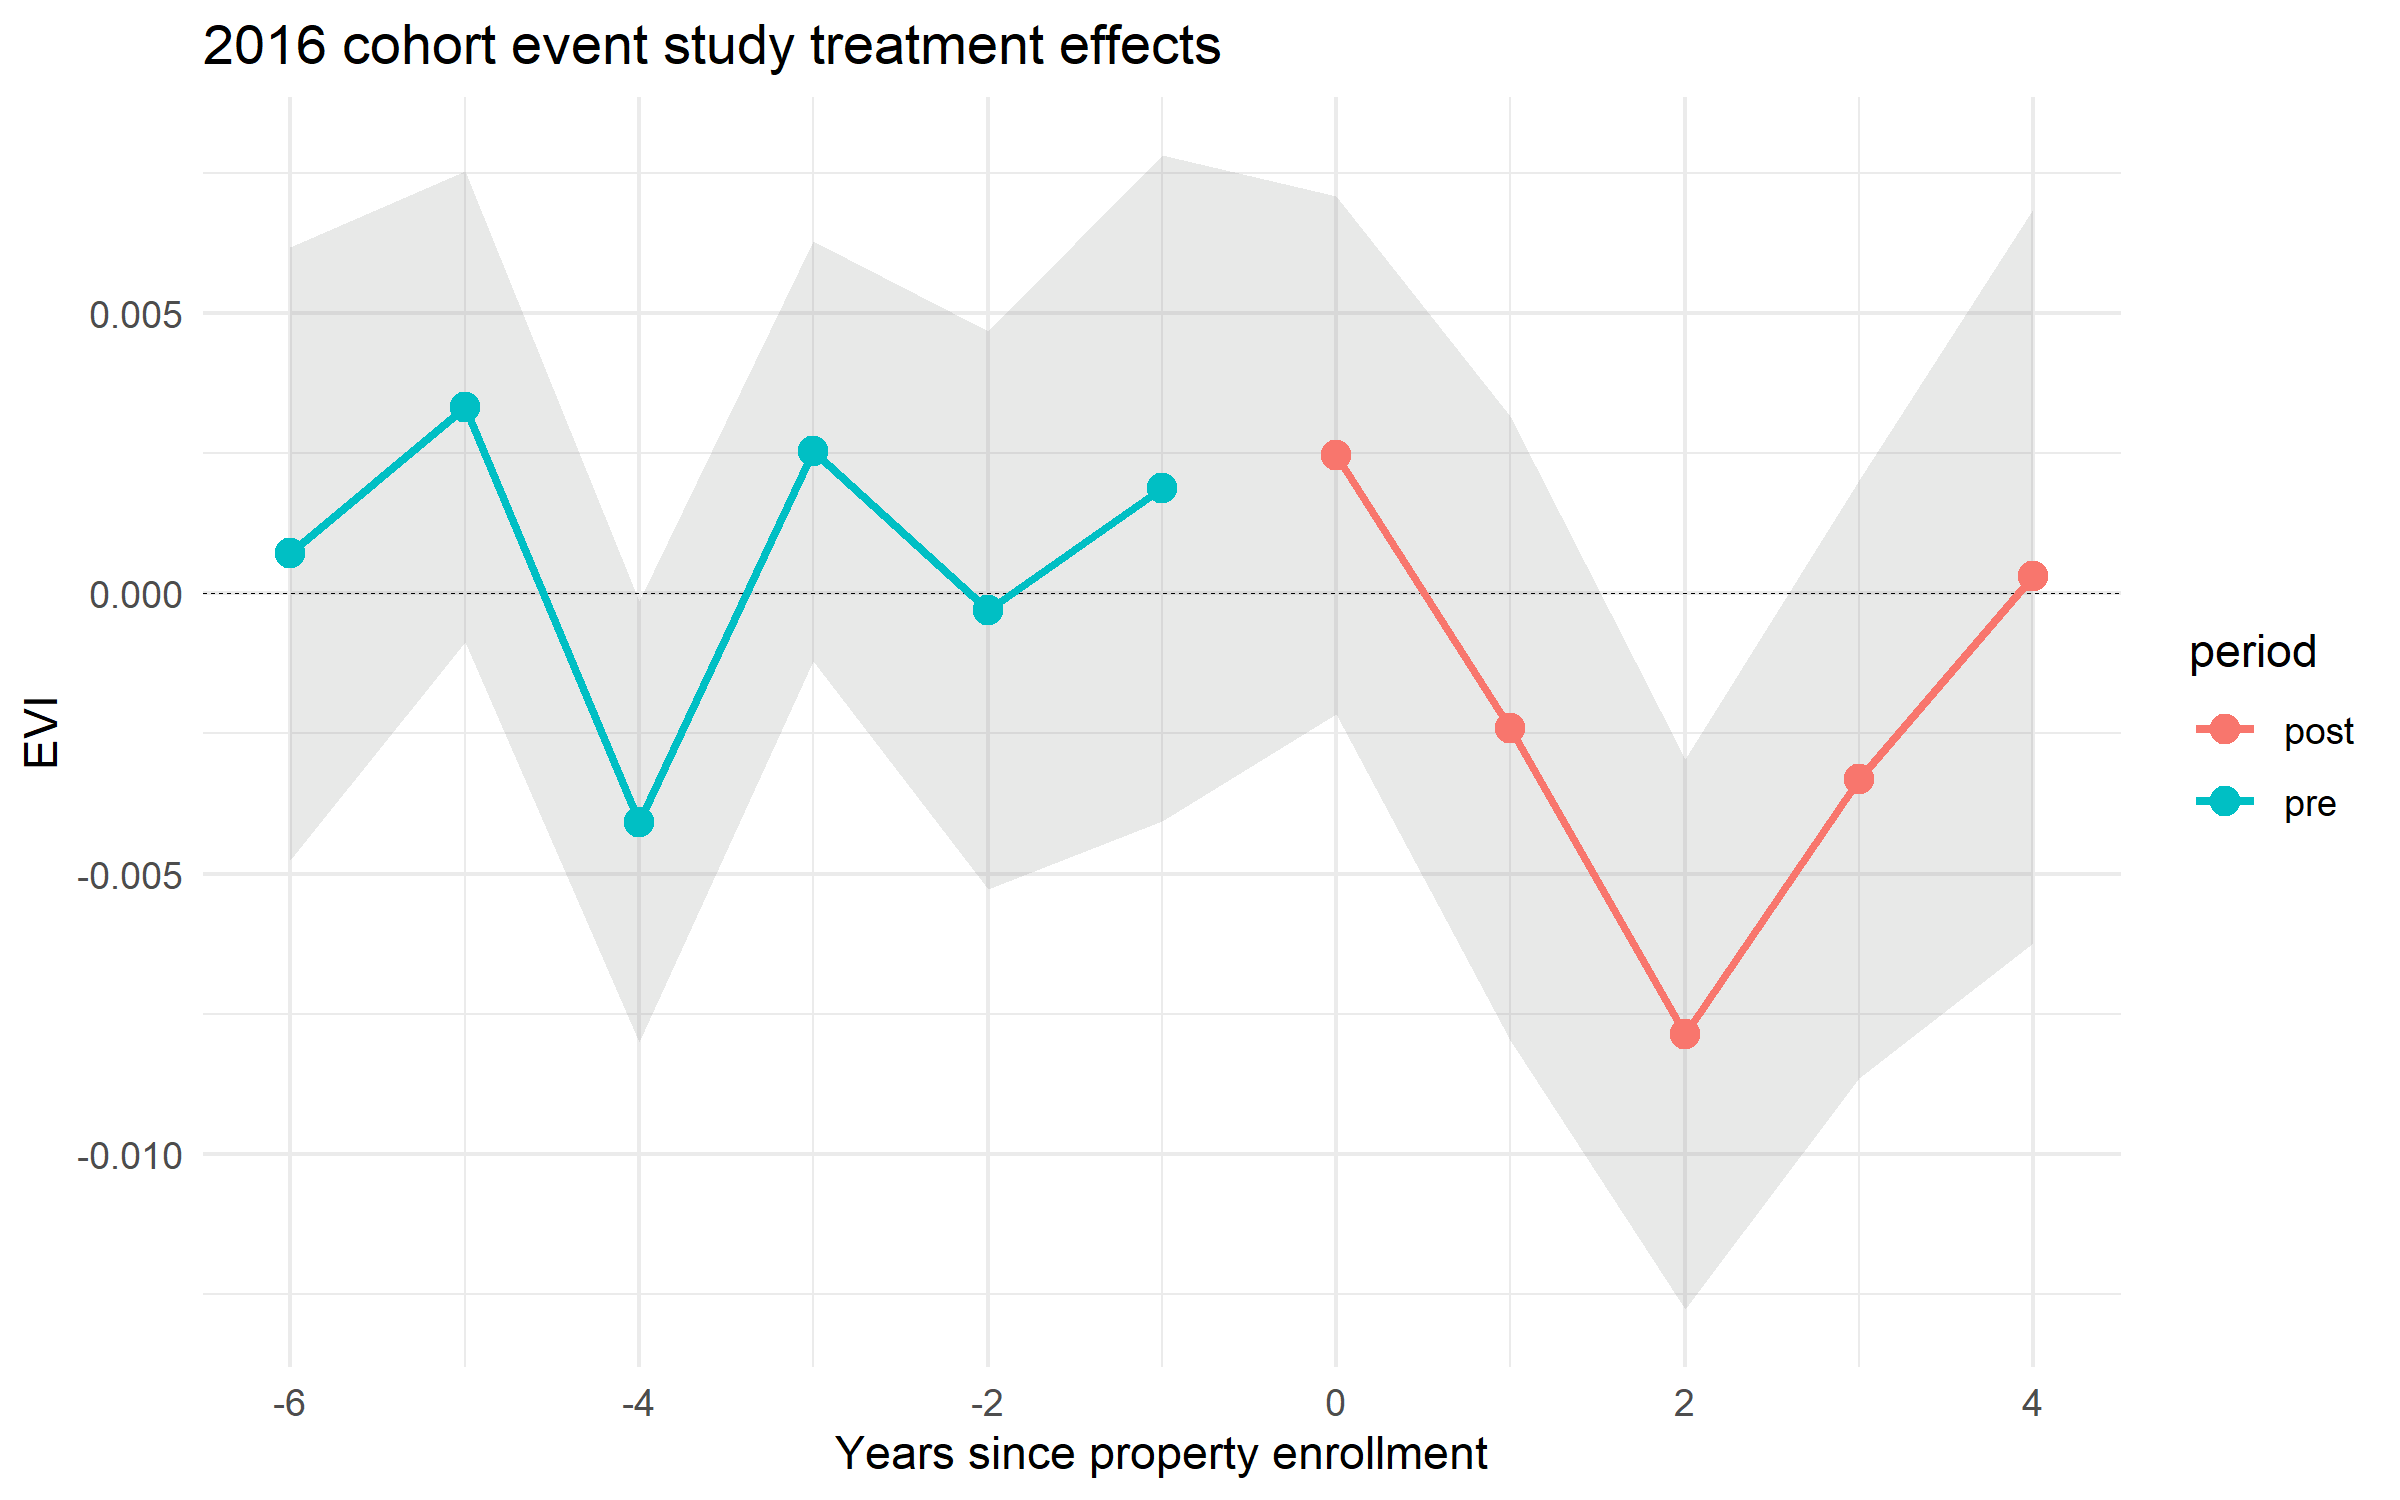 2016 cohort event study treatment effects
EVI
0.005
0.000
-0.005
-0.010
-6
-4
-2
0
2
4
Years since property enrollment
period
post
pre